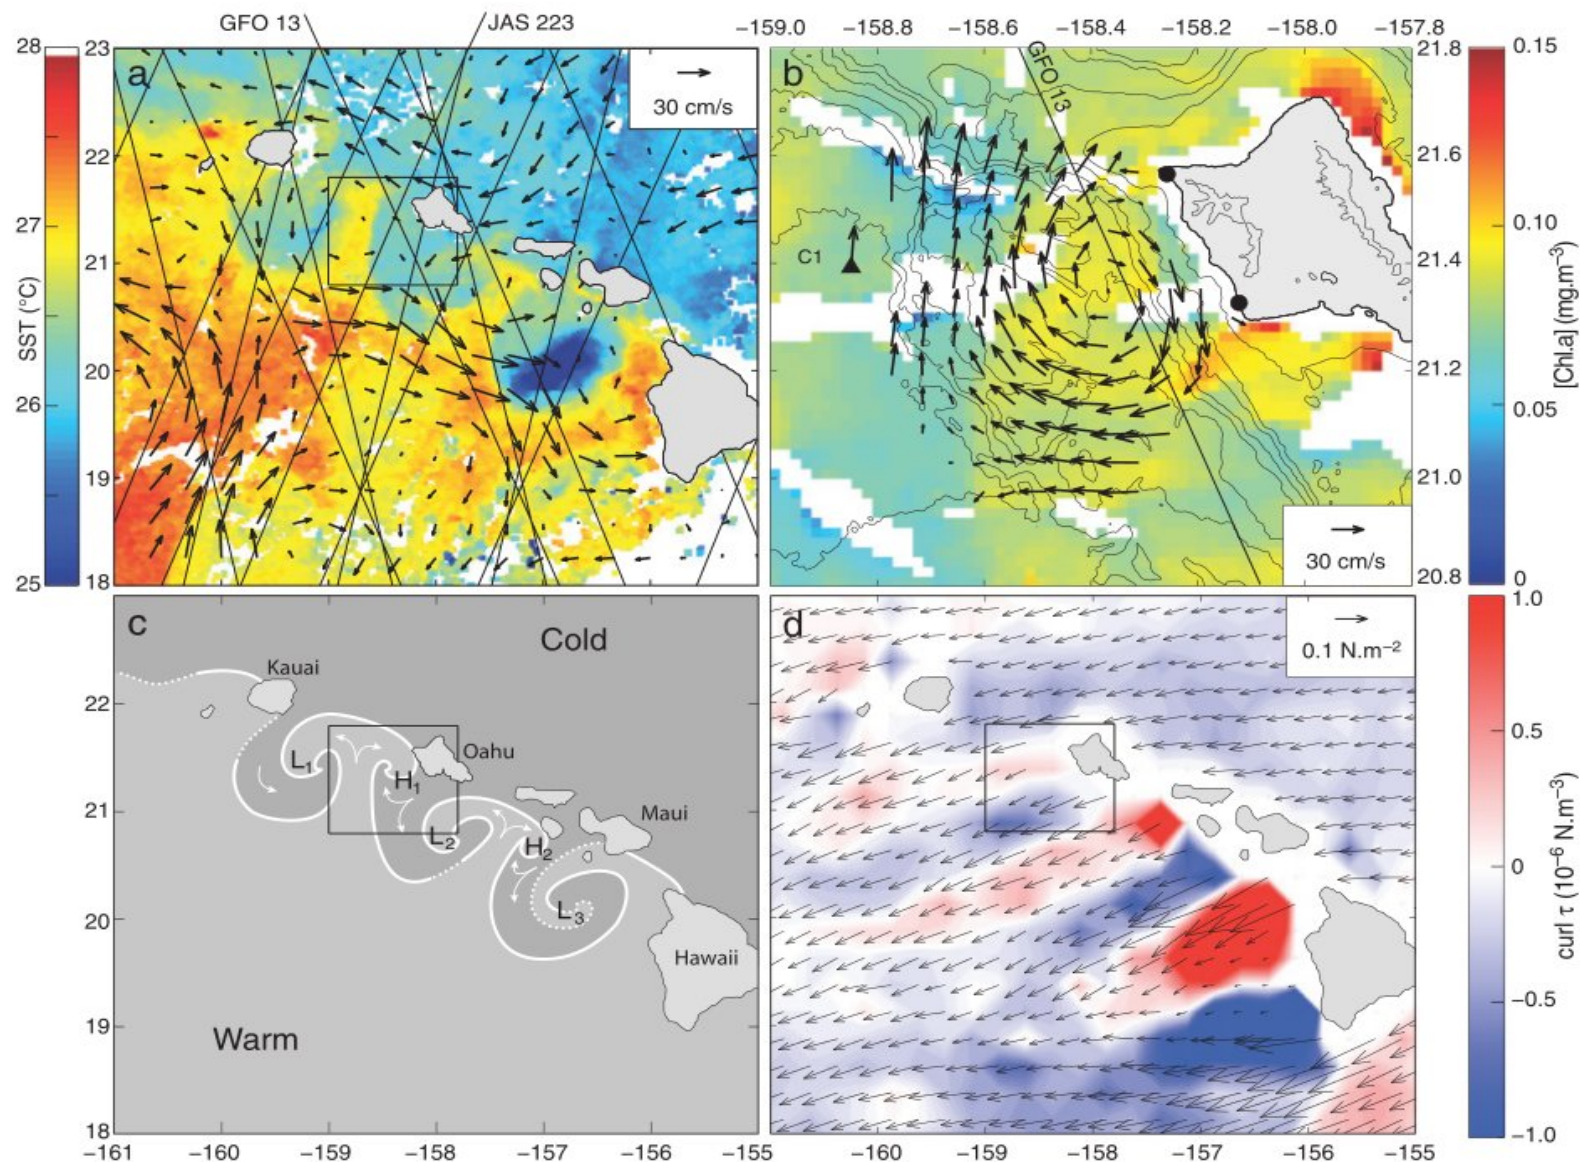 GFO 13
JAS 223
−159.0
−158.8
−158.6
−158.4
−158.2
−158.0
−157.8
28
27
26
25
SST (°C)
23
22
21
20
19
18
a
30 cm/s
b
GFO 13
C1
30 cm/s
21.8
21.6
21.4
21.2
21.0
20.8
0.15
0.10
0.05
0
[Chl.a] (mg.m⁻³)
c
Cold
Kauai
Oahu
Maui
Hawaii
Warm
L₁
H₁
L₂
H₂
L₃
22
21
20
19
18
−161
−160
−159
−158
−157
−156
d
0.1 N.m⁻²
−160
−159
−158
−157
−156
−155
1.0
0.5
0
−0.5
−1.0
curl τ (10⁻⁶ N.m⁻³)